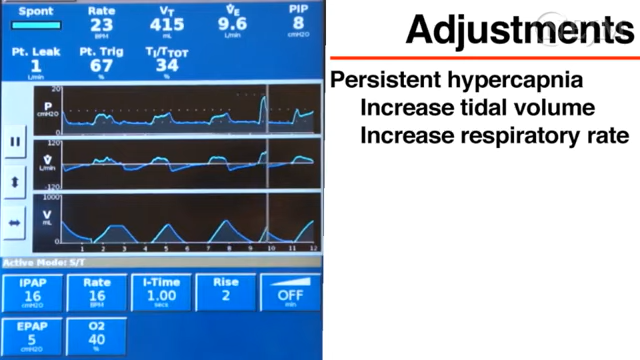 Adjustments
Persistent hypercapnia
Increase tidal volume
Increase respiratory rate
Spont Rate VT V̇E PIP
23 415 9.6 8
BPM mL L/min cmH2O
Pt. Leak Pt. Trig TI/TTOT
1 67 34
L/min % %
20
P
cmH2O
0
120
V̇
L/min
-120
1000
V
mL
0
1 2 3 4 5 6 7 8 9 10 11 12
Active Mode: S/T
IPAP Rate I-Time Rise
16 16 1.00 2 OFF
cmH2O BPM secs min
EPAP O2
5 40
cmH2O %